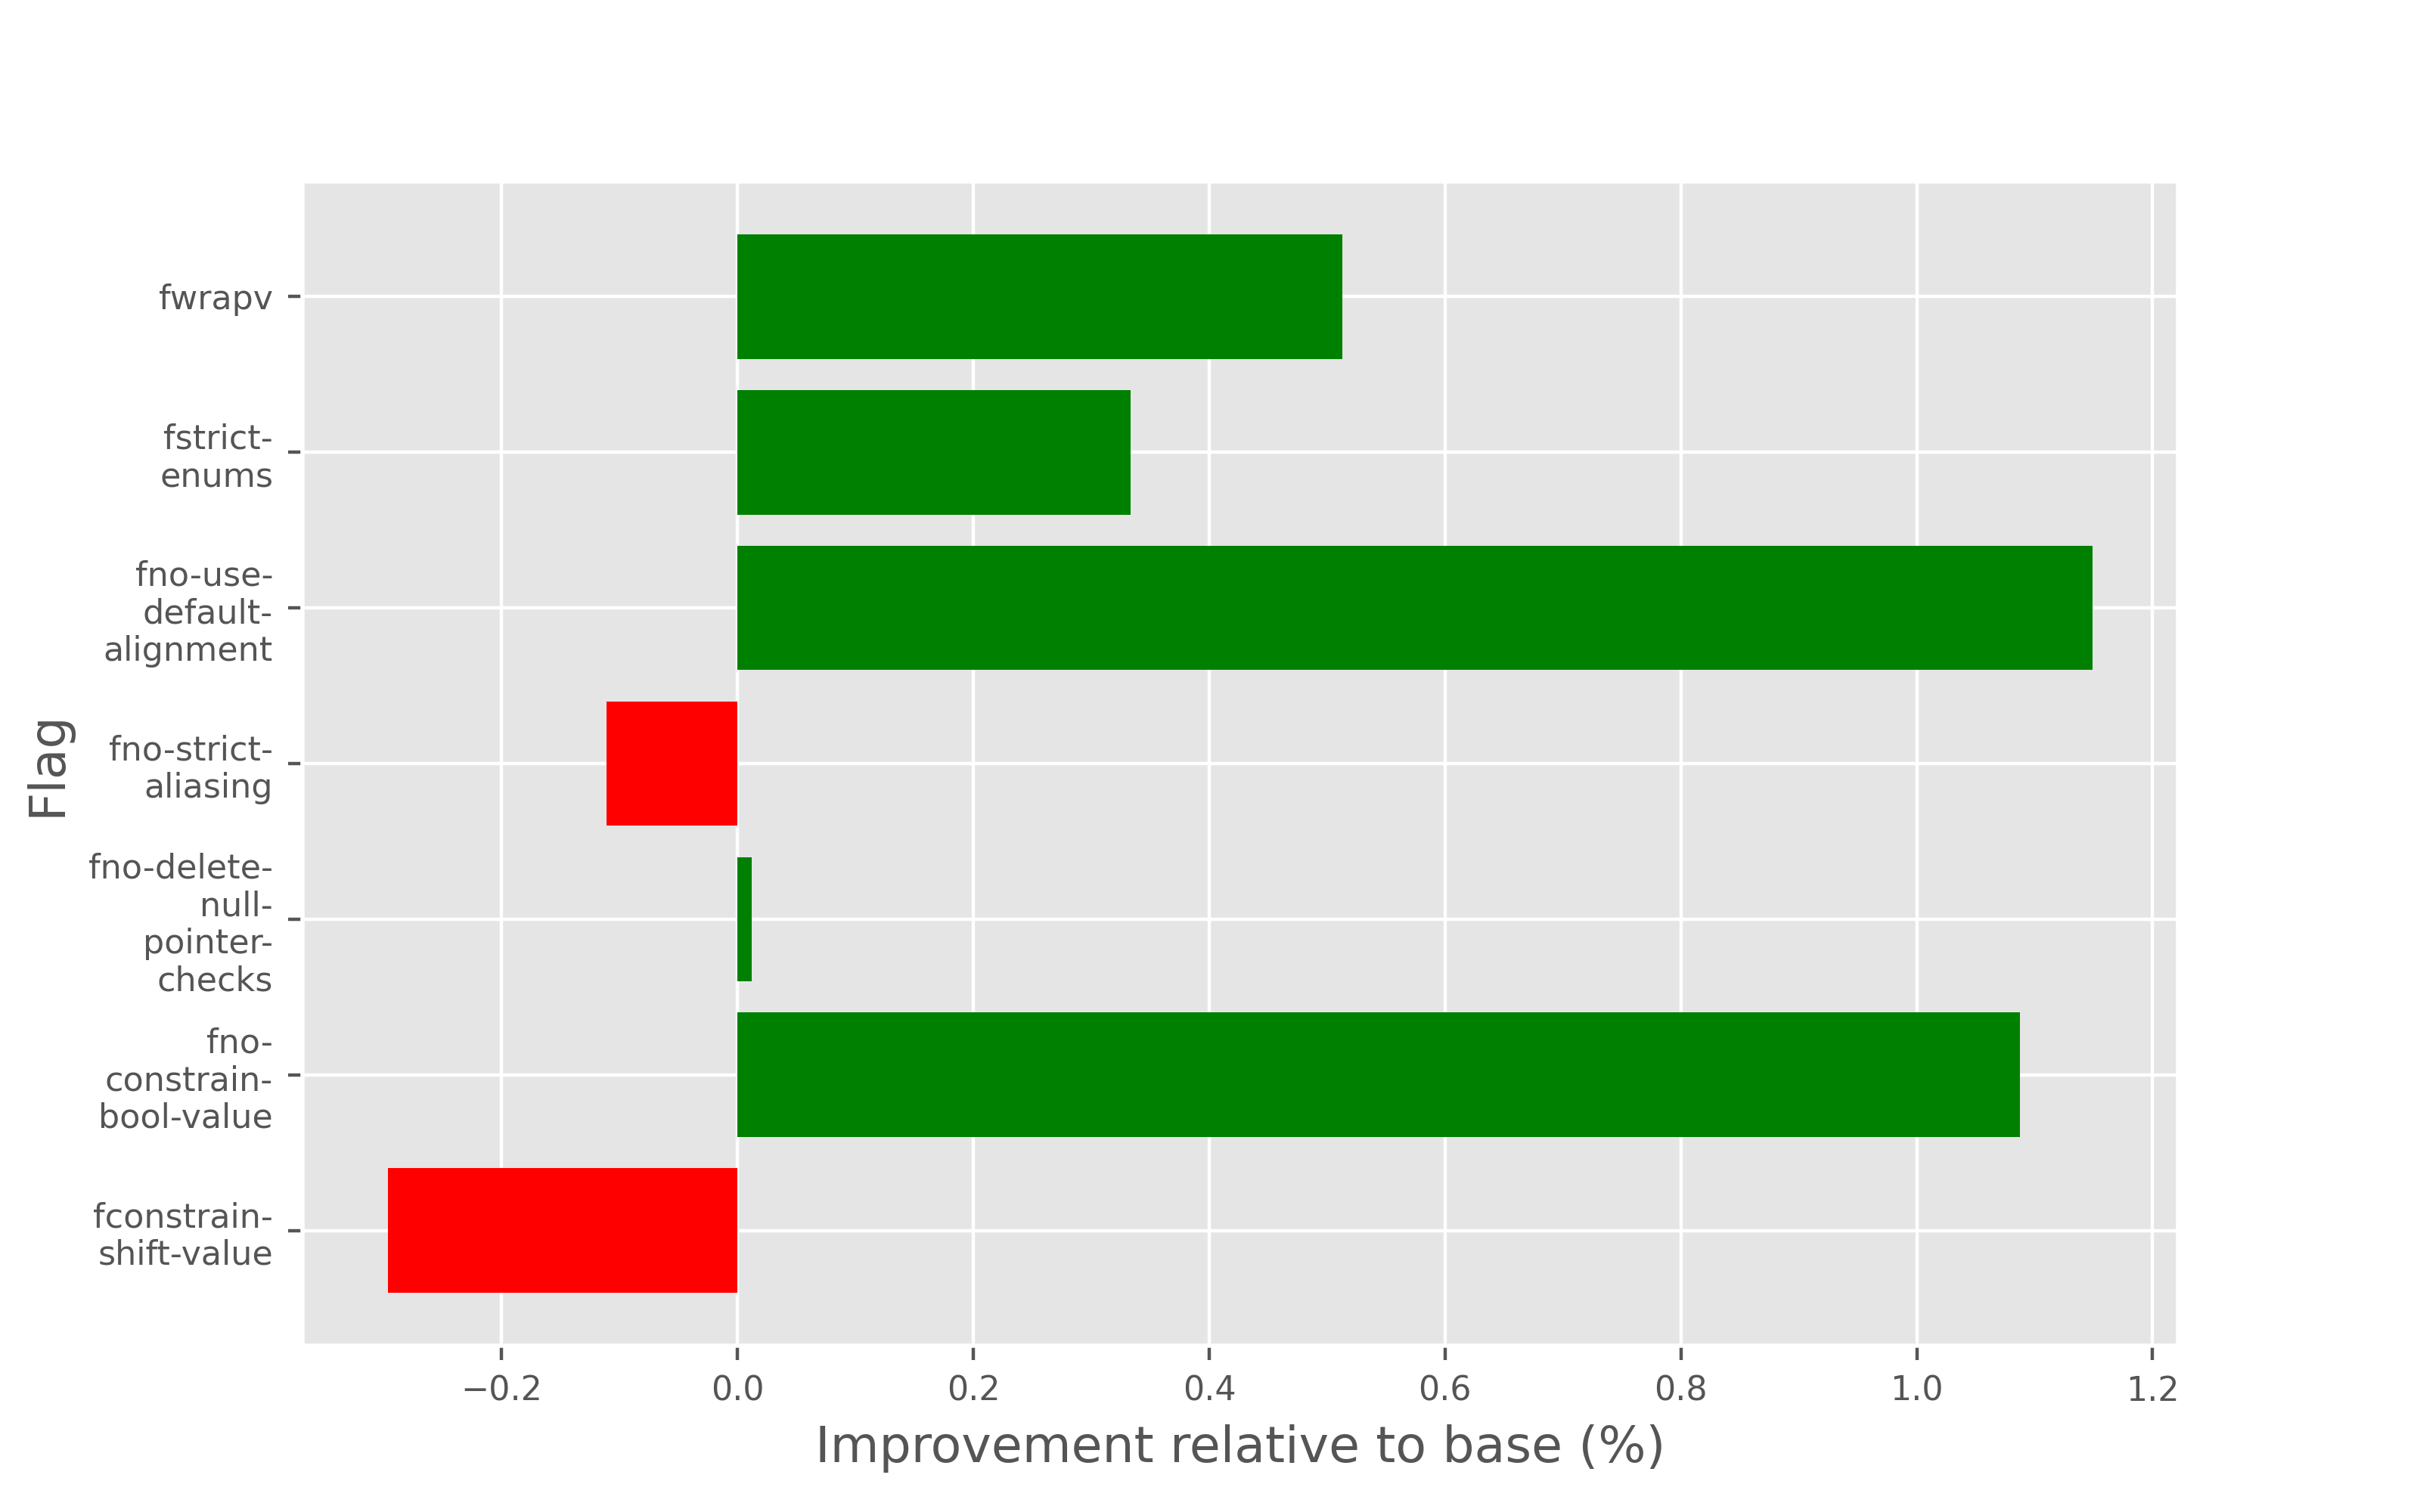 fwrapv
fstrict-
enums
fno-use-
default-
alignment
fno-strict-
aliasing
fno-delete-
null-
pointer-
checks
fno-
constrain-
bool-value
fconstrain-
shift-value
Flag
−0.2
0.0
0.2
0.4
0.6
0.8
1.0
1.2
Improvement relative to base (%)